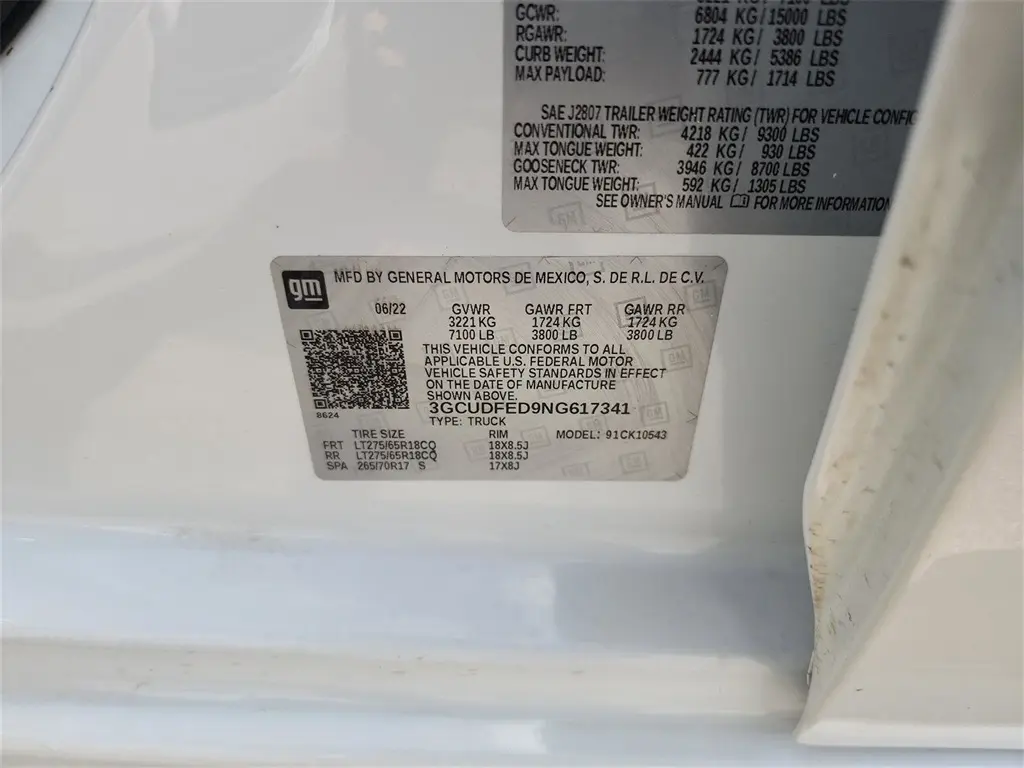 3221 KG / 7100 LBS
GCWR: 6804 KG/15000 LBS
RGAWR: 1724 KG / 3800 LBS
CURB WEIGHT: 2444 KG / 5386 LBS
MAX PAYLOAD: 777 KG / 1714 LBS
SAE J2807 TRAILER WEIGHT RATING (TWR) FOR VEHICLE CONFIG
CONVENTIONAL TWR: 4218 KG/ 9300 LBS
MAX TONGUE WEIGHT: 422 KG/ 930 LBS
GOOSENECK TWR: 3946 KG/ 8700 LBS
MAX TONGUE WEIGHT: 592 KG/ 1305 LBS
SEE OWNER'S MANUAL FOR MORE INFORMATION
gm
MFD BY GENERAL MOTORS DE MEXICO, S. DE R.L. DE C.V.
06/22 GVWR GAWR FRT GAWR RR
3221 KG 1724 KG 1724 KG
7100 LB 3800 LB 3800 LB
THIS VEHICLE CONFORMS TO ALL
APPLICABLE U.S. FEDERAL MOTOR
VEHICLE SAFETY STANDARDS IN EFFECT
ON THE DATE OF MANUFACTURE
SHOWN ABOVE.
8624
3GCUDFED9NG617341
TYPE: TRUCK
TIRE SIZE RIM MODEL: 91CK10543
FRT LT275/65R18CQ 18X8.5J
RR LT275/65R18CQ 18X8.5J
SPA 265/70R17 S 17X8J